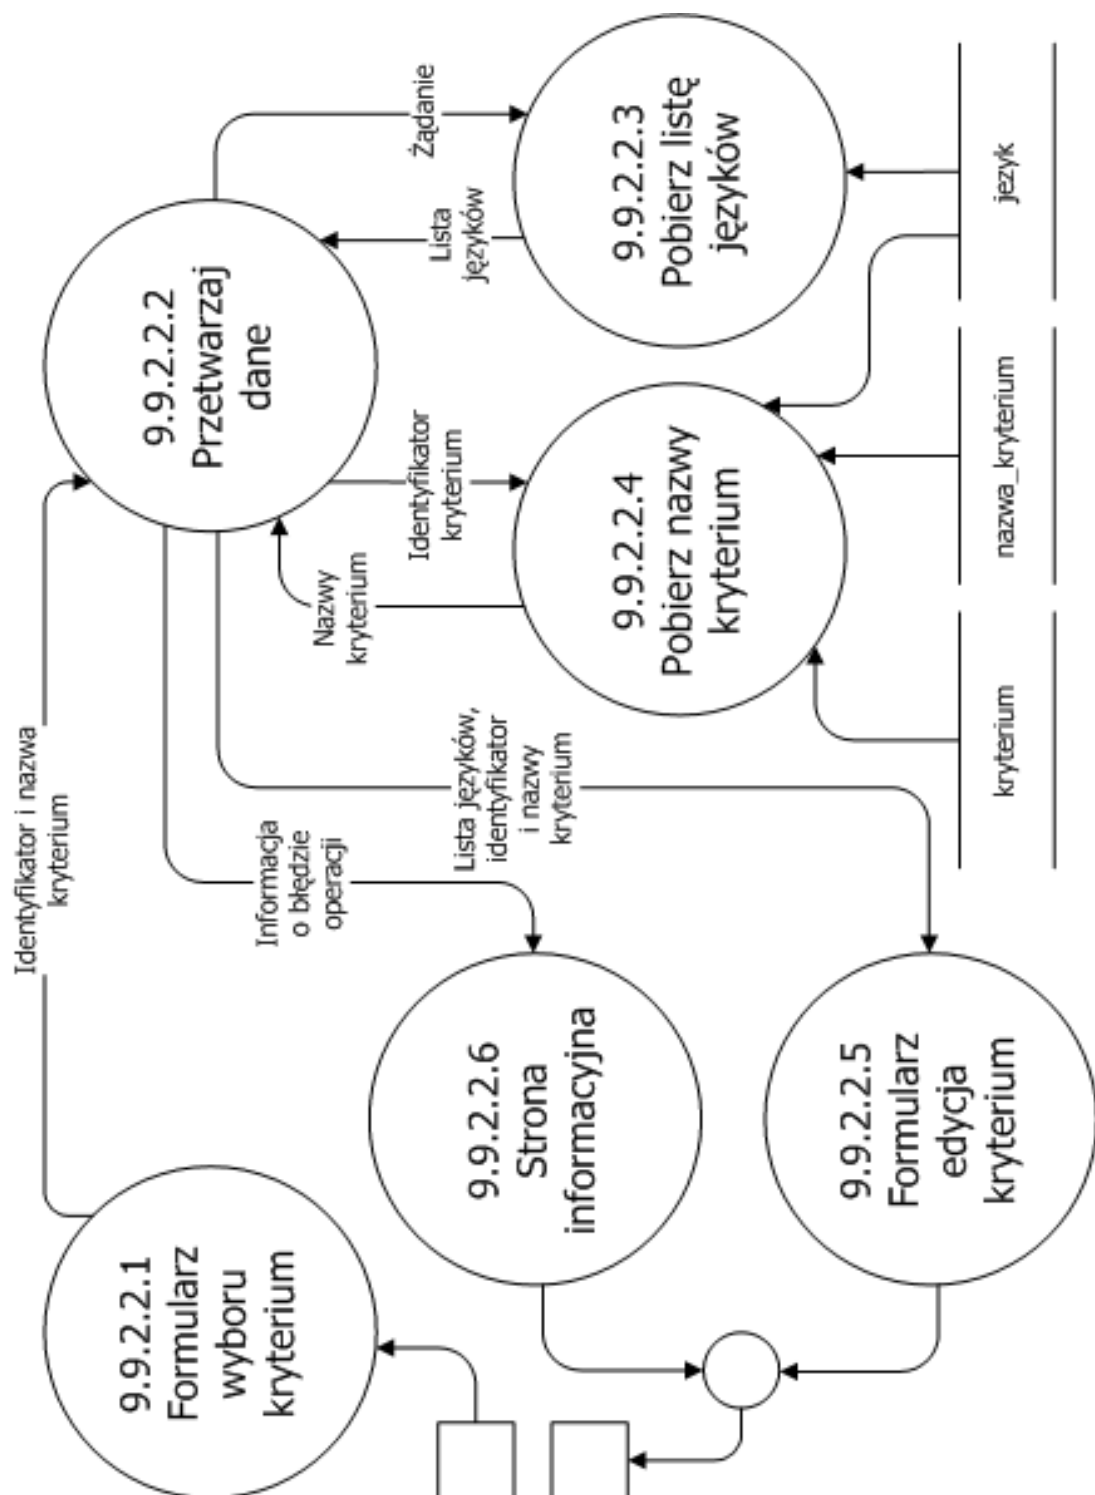 9.9.2.2.1
Formularz
wyboru
kryterium
Identyfikator i nazwa
kryterium
9.9.2.2.2
Przetwarzaj
dane
Żądanie
Lista
języków
9.9.2.2.3
Pobierz listę
języków
Identyfikator
kryterium
Nazwy
kryterium
9.9.2.2.4
Pobierz nazwy
kryterium
Informacja
o błędzie
operacji
Lista języków,
identyfikator
i nazwy
kryterium
9.9.2.2.6
Strona
informacyjna
9.9.2.2.5
Formularz
edycja
kryterium
kryterium
nazwa_kryterium
jezyk